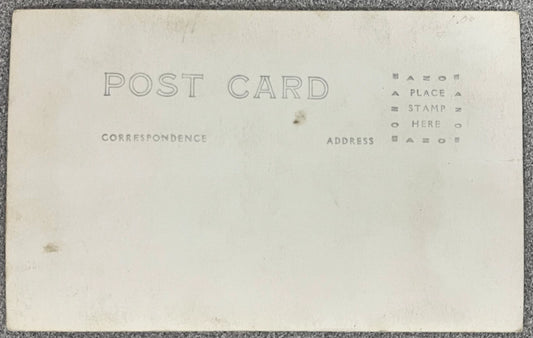 POST CARD
CORRESPONDENCE
ADDRESS
AZO
PLACE
STAMP
HERE
AZO